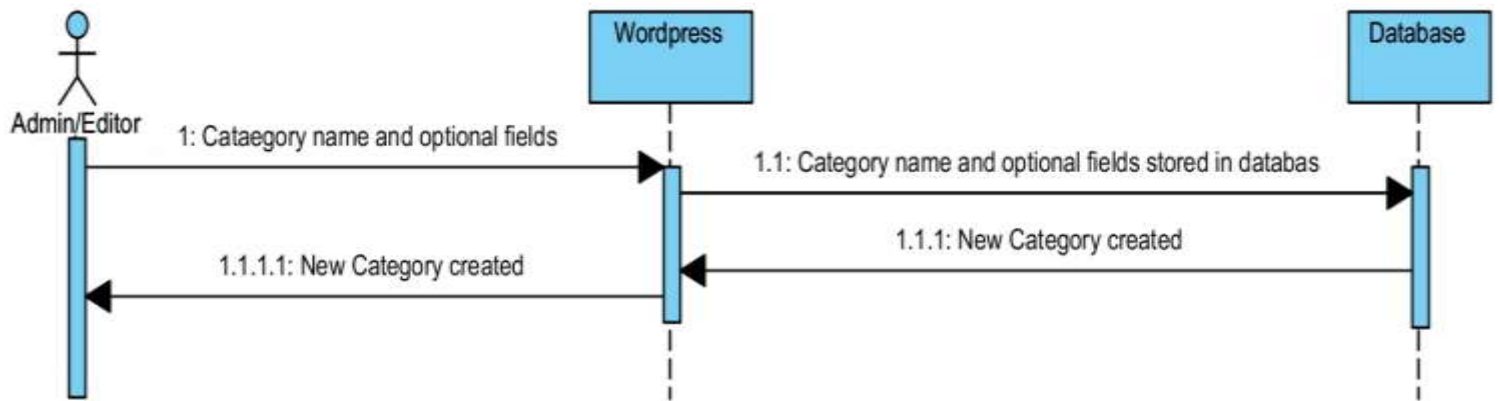 Wordpress
Database
Admin/Editor
1: Cataegory name and optional fields
1.1: Category name and optional fields stored in databas
1.1.1: New Category created
1.1.1.1: New Category created